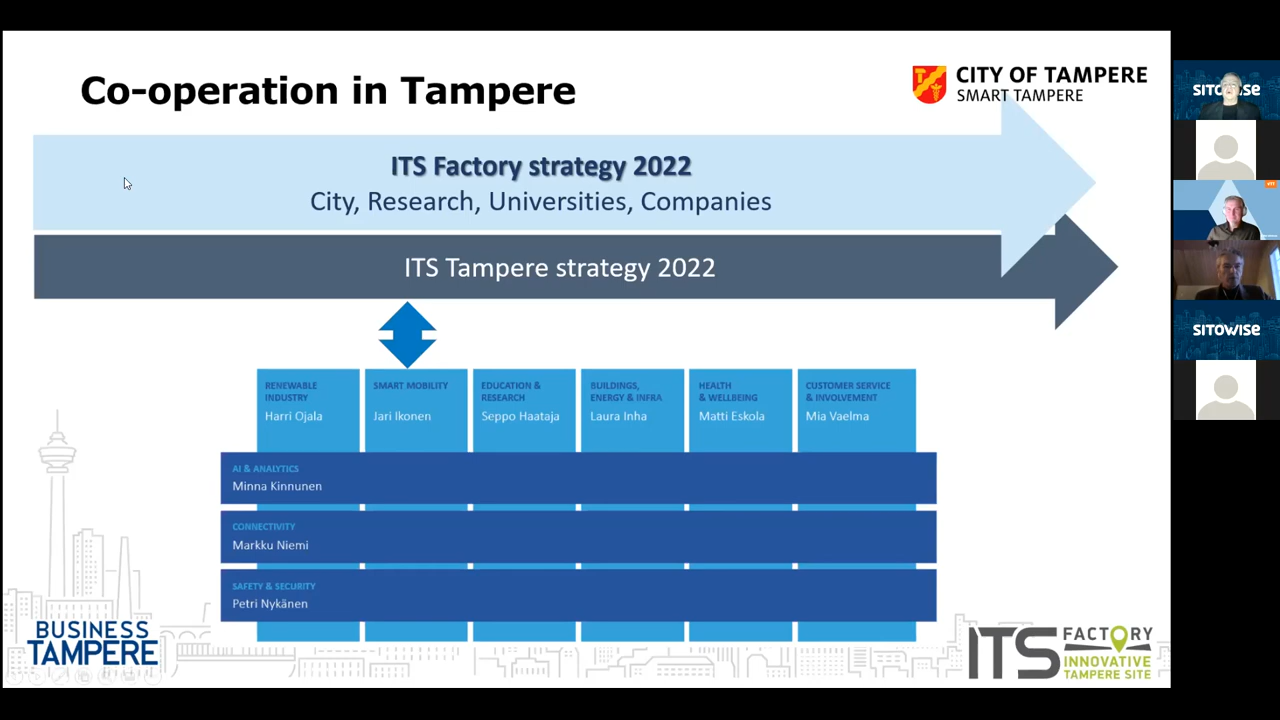 Co-operation in Tampere
CITY OF TAMPERE
SMART TAMPERE
ITS Factory strategy 2022
City, Research, Universities, Companies
ITS Tampere strategy 2022
RENEWABLE
INDUSTRY
Harri Ojala
SMART MOBILITY
Jari Ikonen
EDUCATION &
RESEARCH
Seppo Haataja
BUILDINGS,
ENERGY & INFRA
Laura Inha
HEALTH
& WELLBEING
Matti Eskola
CUSTOMER SERVICE
& INVOLVEMENT
Mia Vaelma
AI & ANALYTICS
Minna Kinnunen
CONNECTIVITY
Markku Niemi
SAFETY & SECURITY
Petri Nykänen
BUSINESS
TAMPERE
ITS FACTORY
INNOVATIVE
TAMPERE SITE
SITOWISE